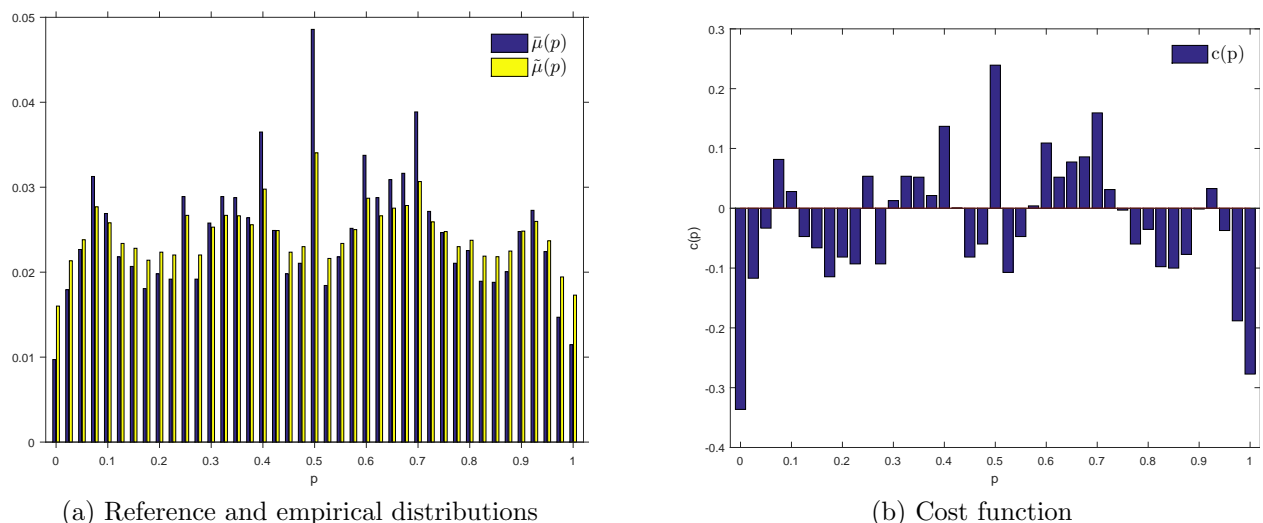 0.05
0.04
0.03
0.02
0.01
0
μ̄(p)
μ̃(p)
0 0.1 0.2 0.3 0.4 0.5 0.6 0.7 0.8 0.9 1
p
(a) Reference and empirical distributions
0.3
0.2
0.1
0
-0.1
-0.2
-0.3
-0.4
c(p)
c(p)
0 0.1 0.2 0.3 0.4 0.5 0.6 0.7 0.8 0.9 1
p
(b) Cost function